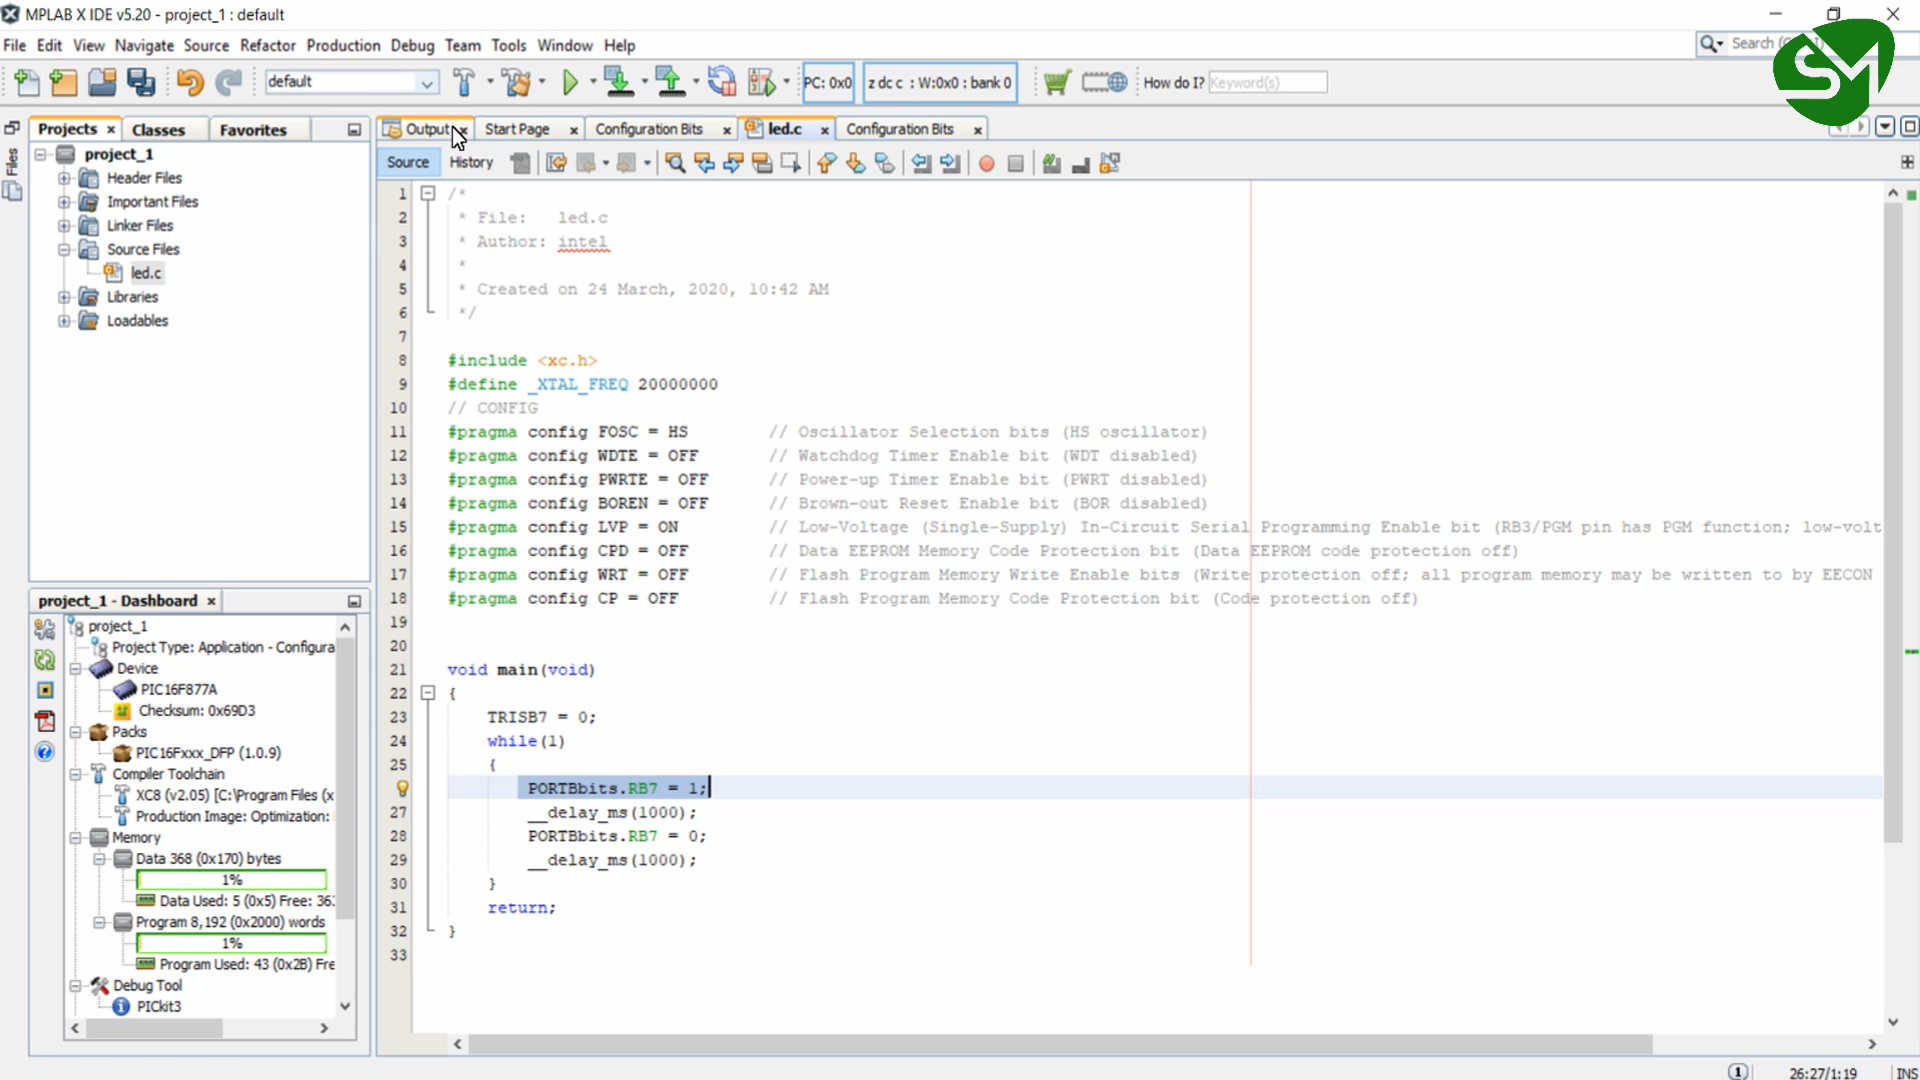 MPLAB X IDE v5.20 - project_1 : default
File Edit View Navigate Source Refactor Production Debug Team Tools Window Help
Search (C
SM
default
PC: 0x0
z dc c : W:0x0 : bank 0
How do I? Keyword(s)
Projects Classes Favorites
Files
project_1
Header Files
Important Files
Linker Files
Source Files
led.c
Libraries
Loadables
project_1 - Dashboard
project_1
Project Type: Application - Configura
Device
PIC16F877A
Checksum: 0x69D3
Packs
PIC16Fxxx_DFP (1.0.9)
Compiler Toolchain
XC8 (v2.05) [C:\Program Files (x
Production Image: Optimization:
Memory
Data 368 (0x170) bytes
1%
Data Used: 5 (0x5) Free: 36
Program 8,192 (0x2000) words
1%
Program Used: 43 (0x2B) Fre
Debug Tool
PICkit3
Output Start Page Configuration Bits led.c Configuration Bits
Source History
1 /*
2 * File: led.c
3 * Author: intel
4 *
5 * Created on 24 March, 2020, 10:42 AM
6 */
7
8 #include <xc.h>
9 #define _XTAL_FREQ 20000000
10 // CONFIG
11 #pragma config FOSC = HS // Oscillator Selection bits (HS oscillator)
12 #pragma config WDTE = OFF // Watchdog Timer Enable bit (WDT disabled)
13 #pragma config PWRTE = OFF // Power-up Timer Enable bit (PWRT disabled)
14 #pragma config BOREN = OFF // Brown-out Reset Enable bit (BOR disabled)
15 #pragma config LVP = ON // Low-Voltage (Single-Supply) In-Circuit Serial Programming Enable bit (RB3/PGM pin has PGM function; low-volt
16 #pragma config CPD = OFF // Data EEPROM Memory Code Protection bit (Data EEPROM code protection off)
17 #pragma config WRT = OFF // Flash Program Memory Write Enable bits (Write protection off; all program memory may be written to by EECON
18 #pragma config CP = OFF // Flash Program Memory Code Protection bit (Code protection off)
19
20
21 void main(void)
22 {
23 TRISB7 = 0;
24 while(1)
25 {
PORTBbits.RB7 = 1;
27 __delay_ms(1000);
28 PORTBbits.RB7 = 0;
29 __delay_ms(1000);
30 }
31 return;
32 }
33
1 26:27/1:19 INS